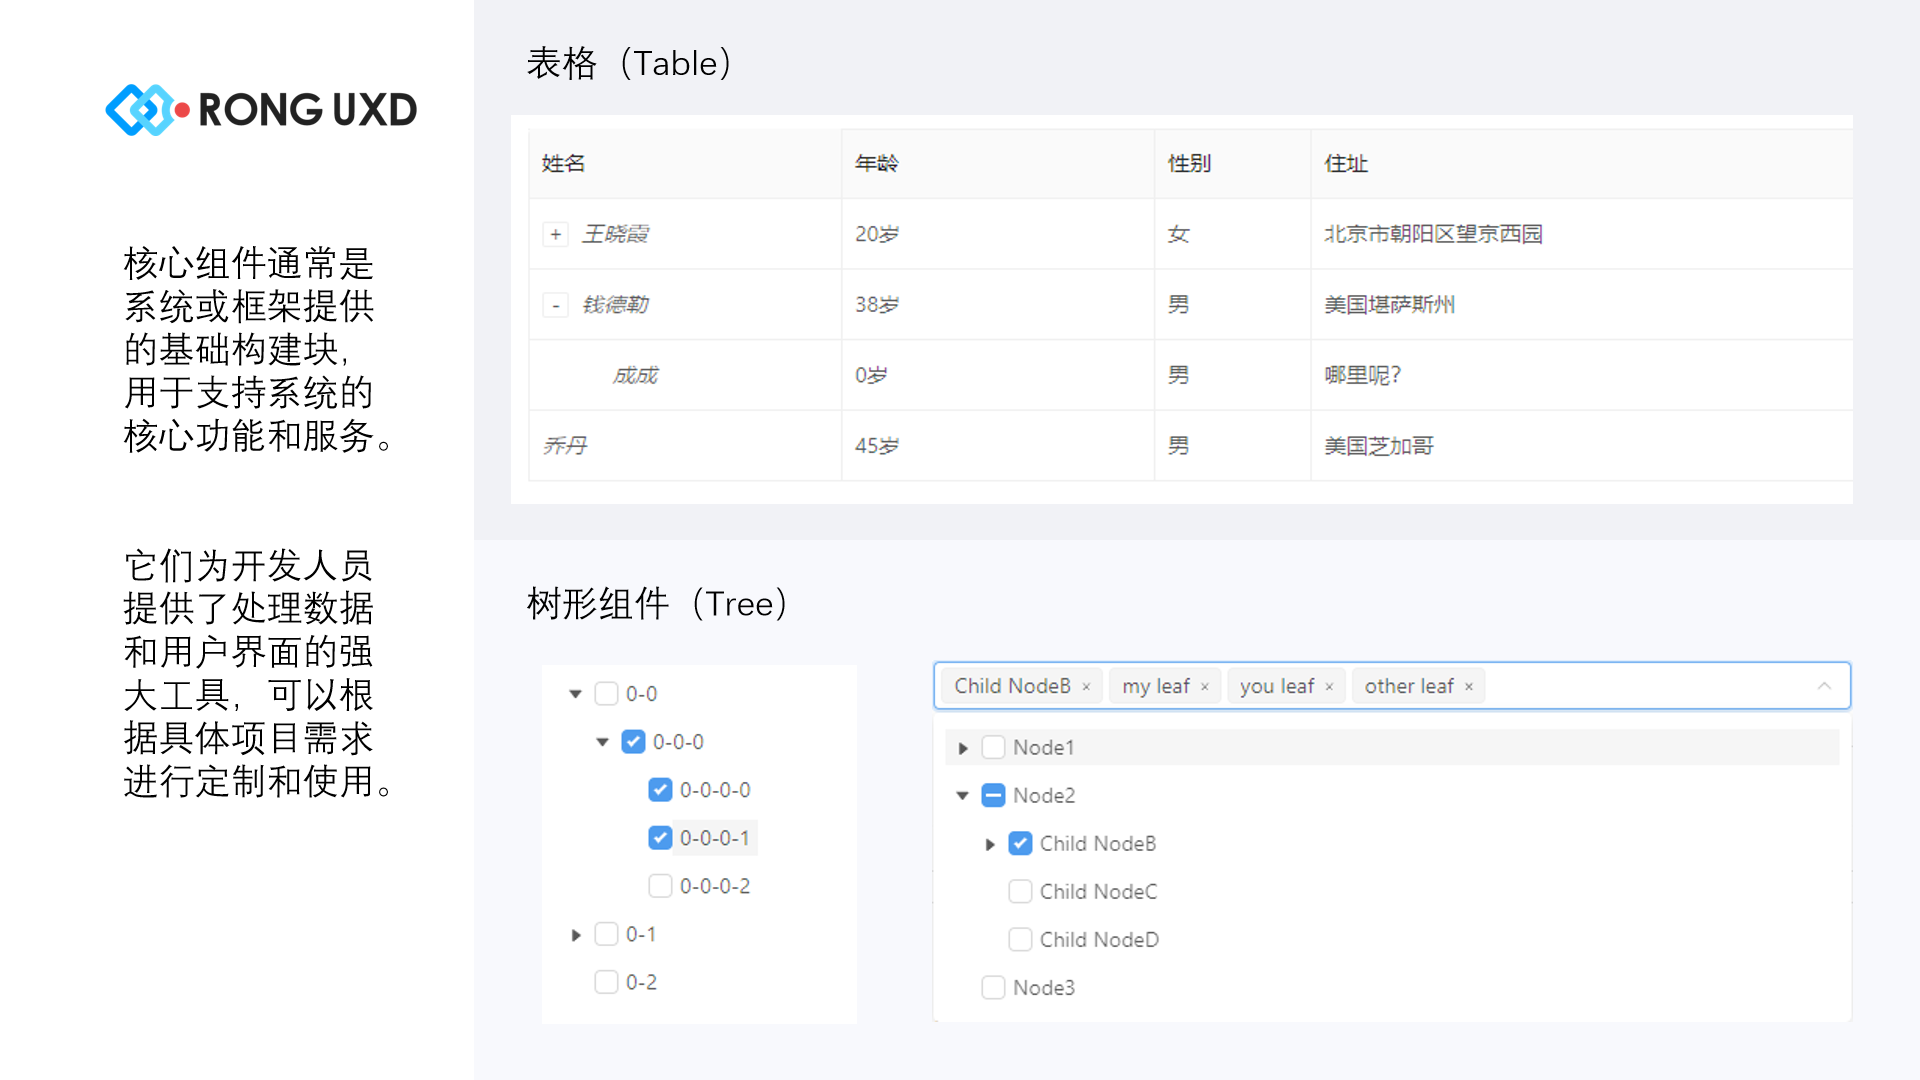 RONG UXD
核心组件通常是
系统或框架提供
的基础构建块，
用于支持系统的
核心功能和服务。
它们为开发人员
提供了处理数据
和用户界面的强
大工具，可以根
据具体项目需求
进行定制和使用。
表格（Table）
姓名 年龄 性别 住址
+ 王晓霞 20岁 女 北京市朝阳区望京西园
- 钱德勒 38岁 男 美国堪萨斯州
成成 0岁 男 哪里呢?
乔丹 45岁 男 美国芝加哥
树形组件（Tree）
0-0
0-0-0
0-0-0-0
0-0-0-1
0-0-0-2
0-1
0-2
Child NodeB × my leaf × you leaf × other leaf ×
Node1
Node2
Child NodeB
Child NodeC
Child NodeD
Node3